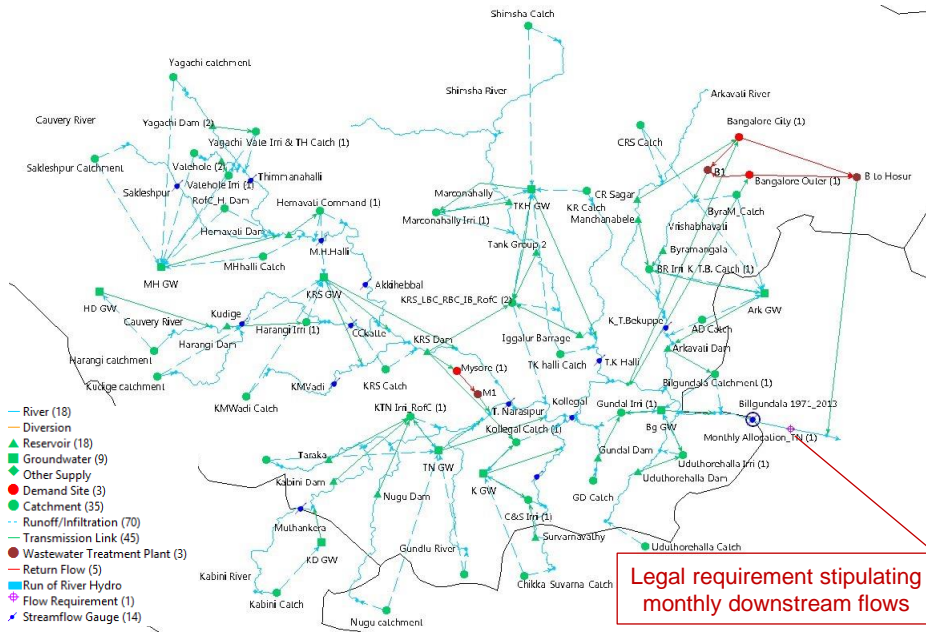 Shimsha Catch
Yagachi catchment
Shimsha River
Arkavati River
Cauvery River
Yagachi Dam (2)
Bangalore City (1)
CRS Catch
Yagachi Vale Irri & TH Catch (1)
Sakleshpur Catchment
Valehole (2)
Thimmanahalli
B1
B to Hosur
Bangalore Outer (1)
Sakleshpur
Valehole Irri (1)
RofC_H_Dam
Hemavati Command (1)
Marconahally
TKH GW
CR Sagar
KR Catch
ByraM_Catch
Marconahally Irri. (1)
Manchanabele
Vrishabhavati
Hemavati Dam
Tank Group 2
Byramangala
M.H.Halli
MHhalli Catch
MH GW
BR Irri K_T.B. Catch (1)
KRS GW
Akkihebbal
HD GW
KRS_LBC_RBC_IB_RofC (2)
Ark GW
Cauvery River
Kudige
K_T.Bekuppe
AD Catch
Harangi Irri (1)
Harangi Dam
KRS Dam
Iggalur Barrage
Arkavati Dam
Harangi catchment
TK halli Catch
T.K Halli
Mysore (1)
Kudige catchment
KMVadi
KRS Catch
Bilgundala Catchment (1)
M1
Kollegal
KMWadi Catch
KTN Irri_RofC (1)
T. Narasipur
Gundal Irri (1)
Billgundala 1971_2013
Kollegal Catch (1)
Bg GW
Monthly Allocation_TN (1)
Taraka
TN GW
Gundal Dam
Uduthorehalla Irri (1)
Kabini Dam
K GW
Uduthorehalla Dam
Nugu Dam
GD Catch
Muthankera
C&S Irri (1)
Suvarnavathy
KD GW
Gundlu River
Uduthorehalla Catch
Kabini River
Chikka Suvarna Catch
Kabini Catch
Nugu catchment
River (18)
Diversion
Reservoir (18)
Groundwater (9)
Other Supply
Demand Site (3)
Catchment (35)
Runoff/Infiltration (70)
Transmission Link (45)
Wastewater Treatment Plant (3)
Return Flow (5)
Run of River Hydro
Flow Requirement (1)
Streamflow Gauge (14)
Legal requirement stipulating
monthly downstream flows